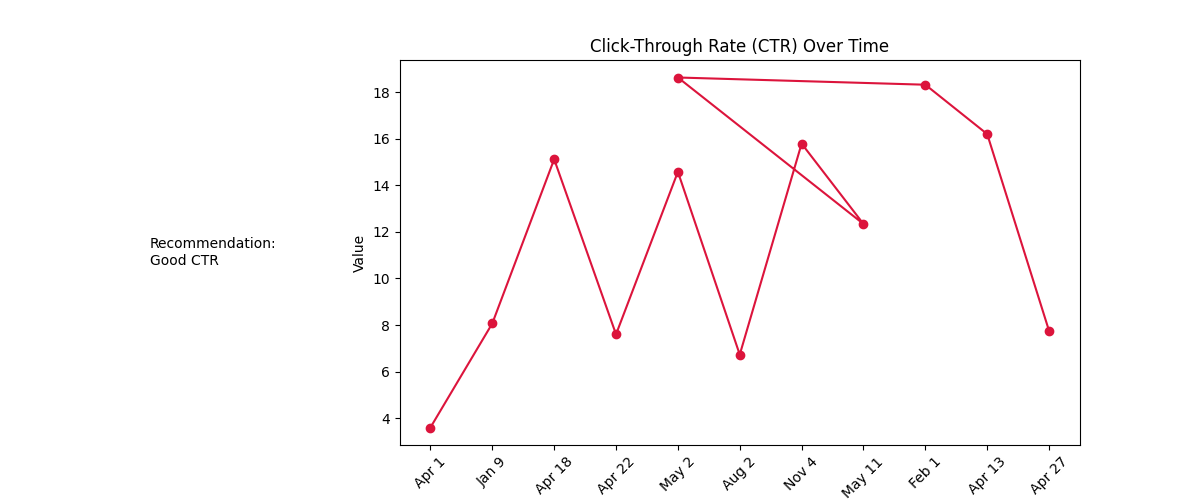 Click-Through Rate (CTR) Over Time
Recommendation:
Good CTR
Value
18
16
14
12
10
8
6
4
Apr 1
Jan 9
Apr 18
Apr 22
May 2
Aug 2
Nov 4
May 11
Feb 1
Apr 13
Apr 27